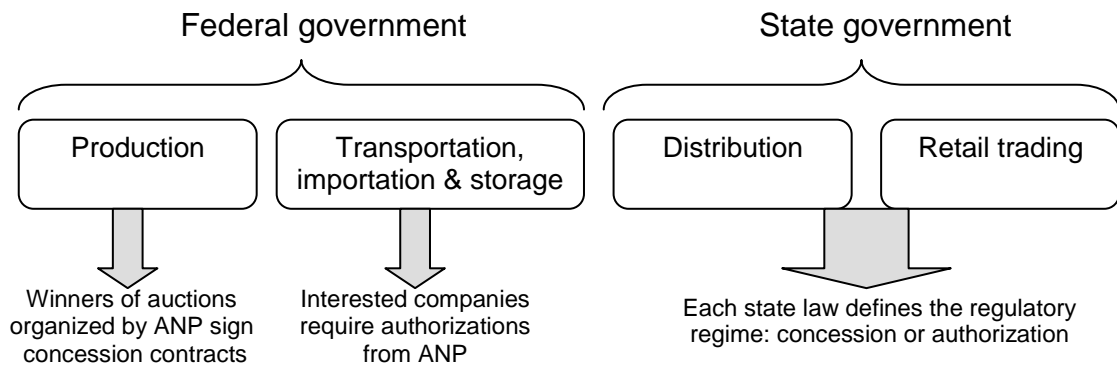 Federal government
State government
Production
Transportation,
importation & storage
Distribution
Retail trading
Winners of auctions
organized by ANP sign
concession contracts
Interested companies
require authorizations
from ANP
Each state law defines the regulatory
regime: concession or authorization